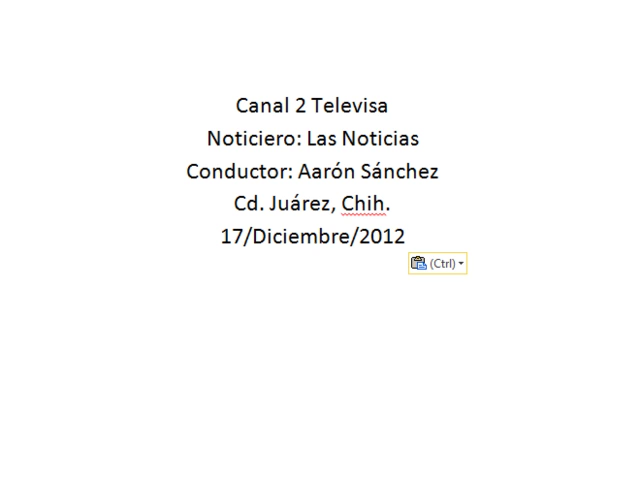 Canal 2 Televisa
Noticiero: Las Noticias
Conductor: Aarón Sánchez
Cd. Juárez, Chih.
17/Diciembre/2012
(Ctrl)